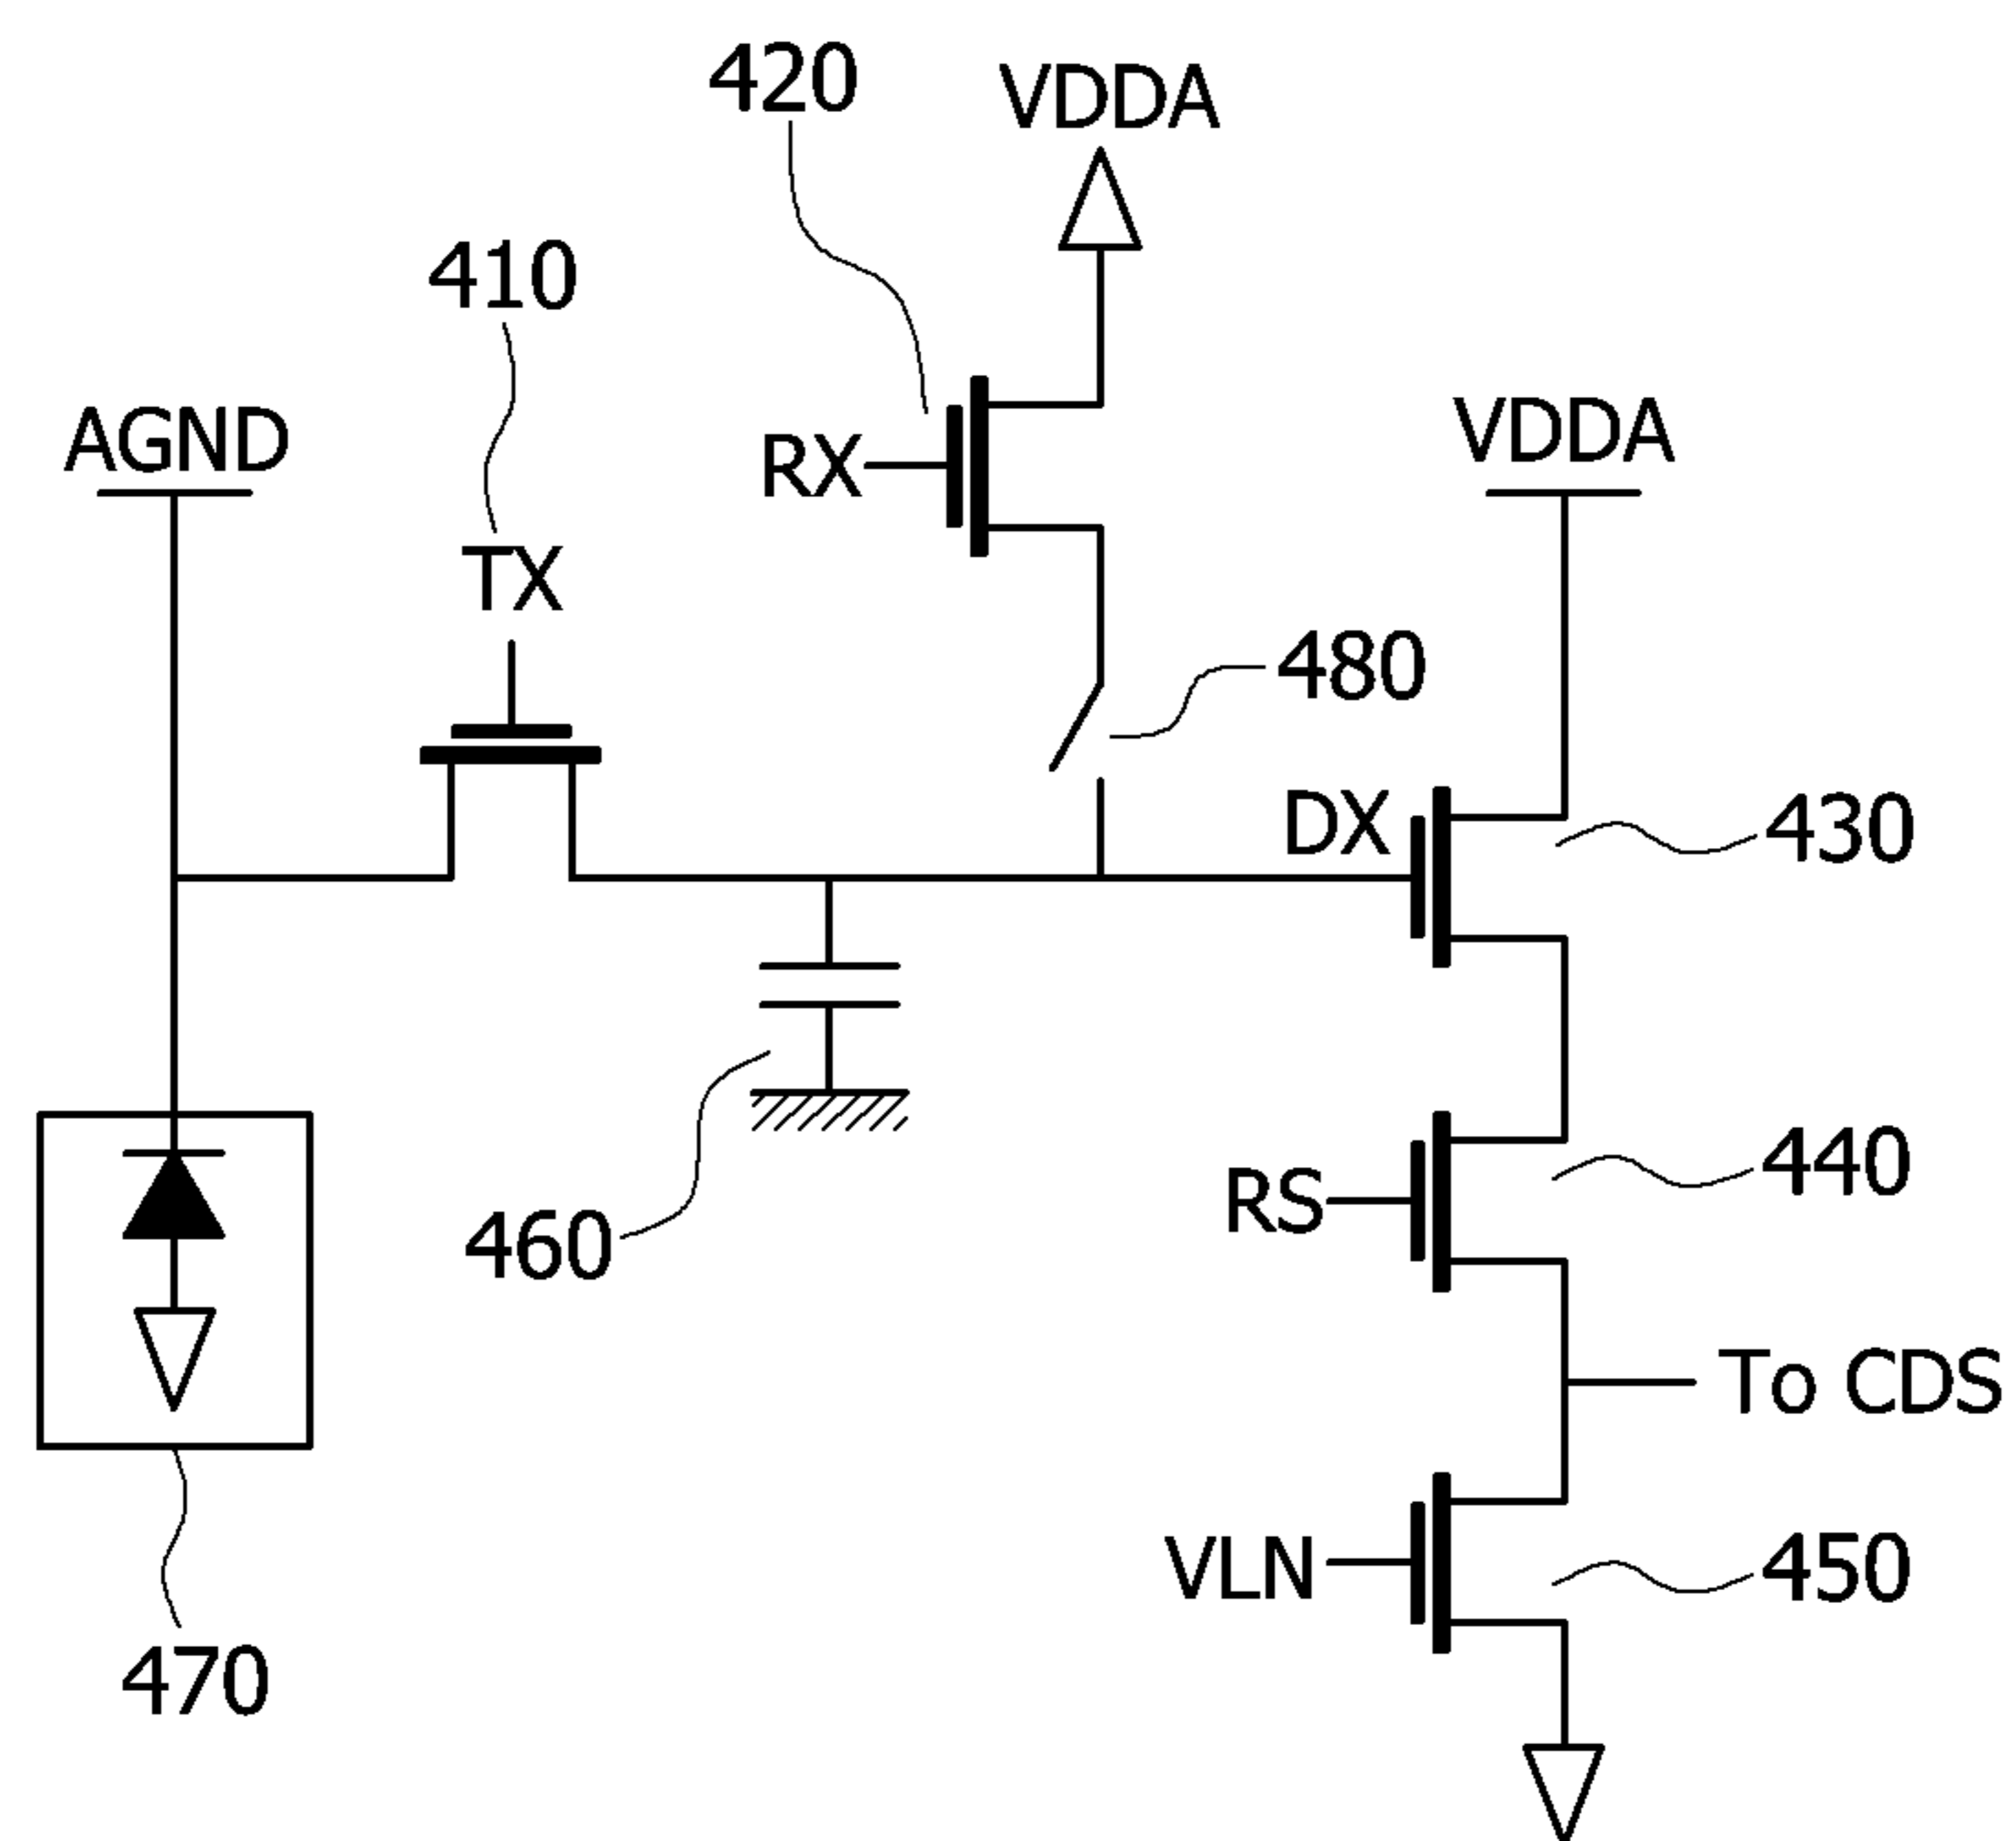 420
VDDA
410
AGND
RX
VDDA
TX
480
DX
430
460
RS
440
To CDS
VLN
450
470